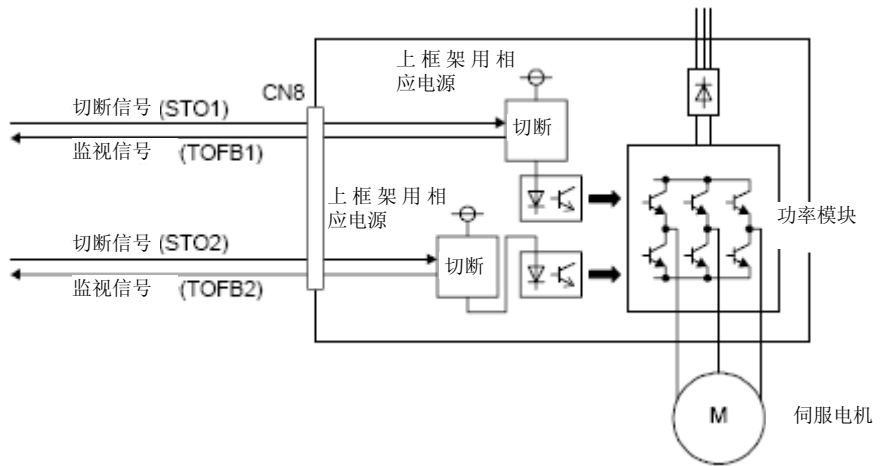 上框架用相
应电源
CN8
切断信号 (STO1)
切断
监视信号 (TOFB1)
上框架用相
应电源
功率模块
切断信号 (STO2)
切断
监视信号 (TOFB2)
M
伺服电机